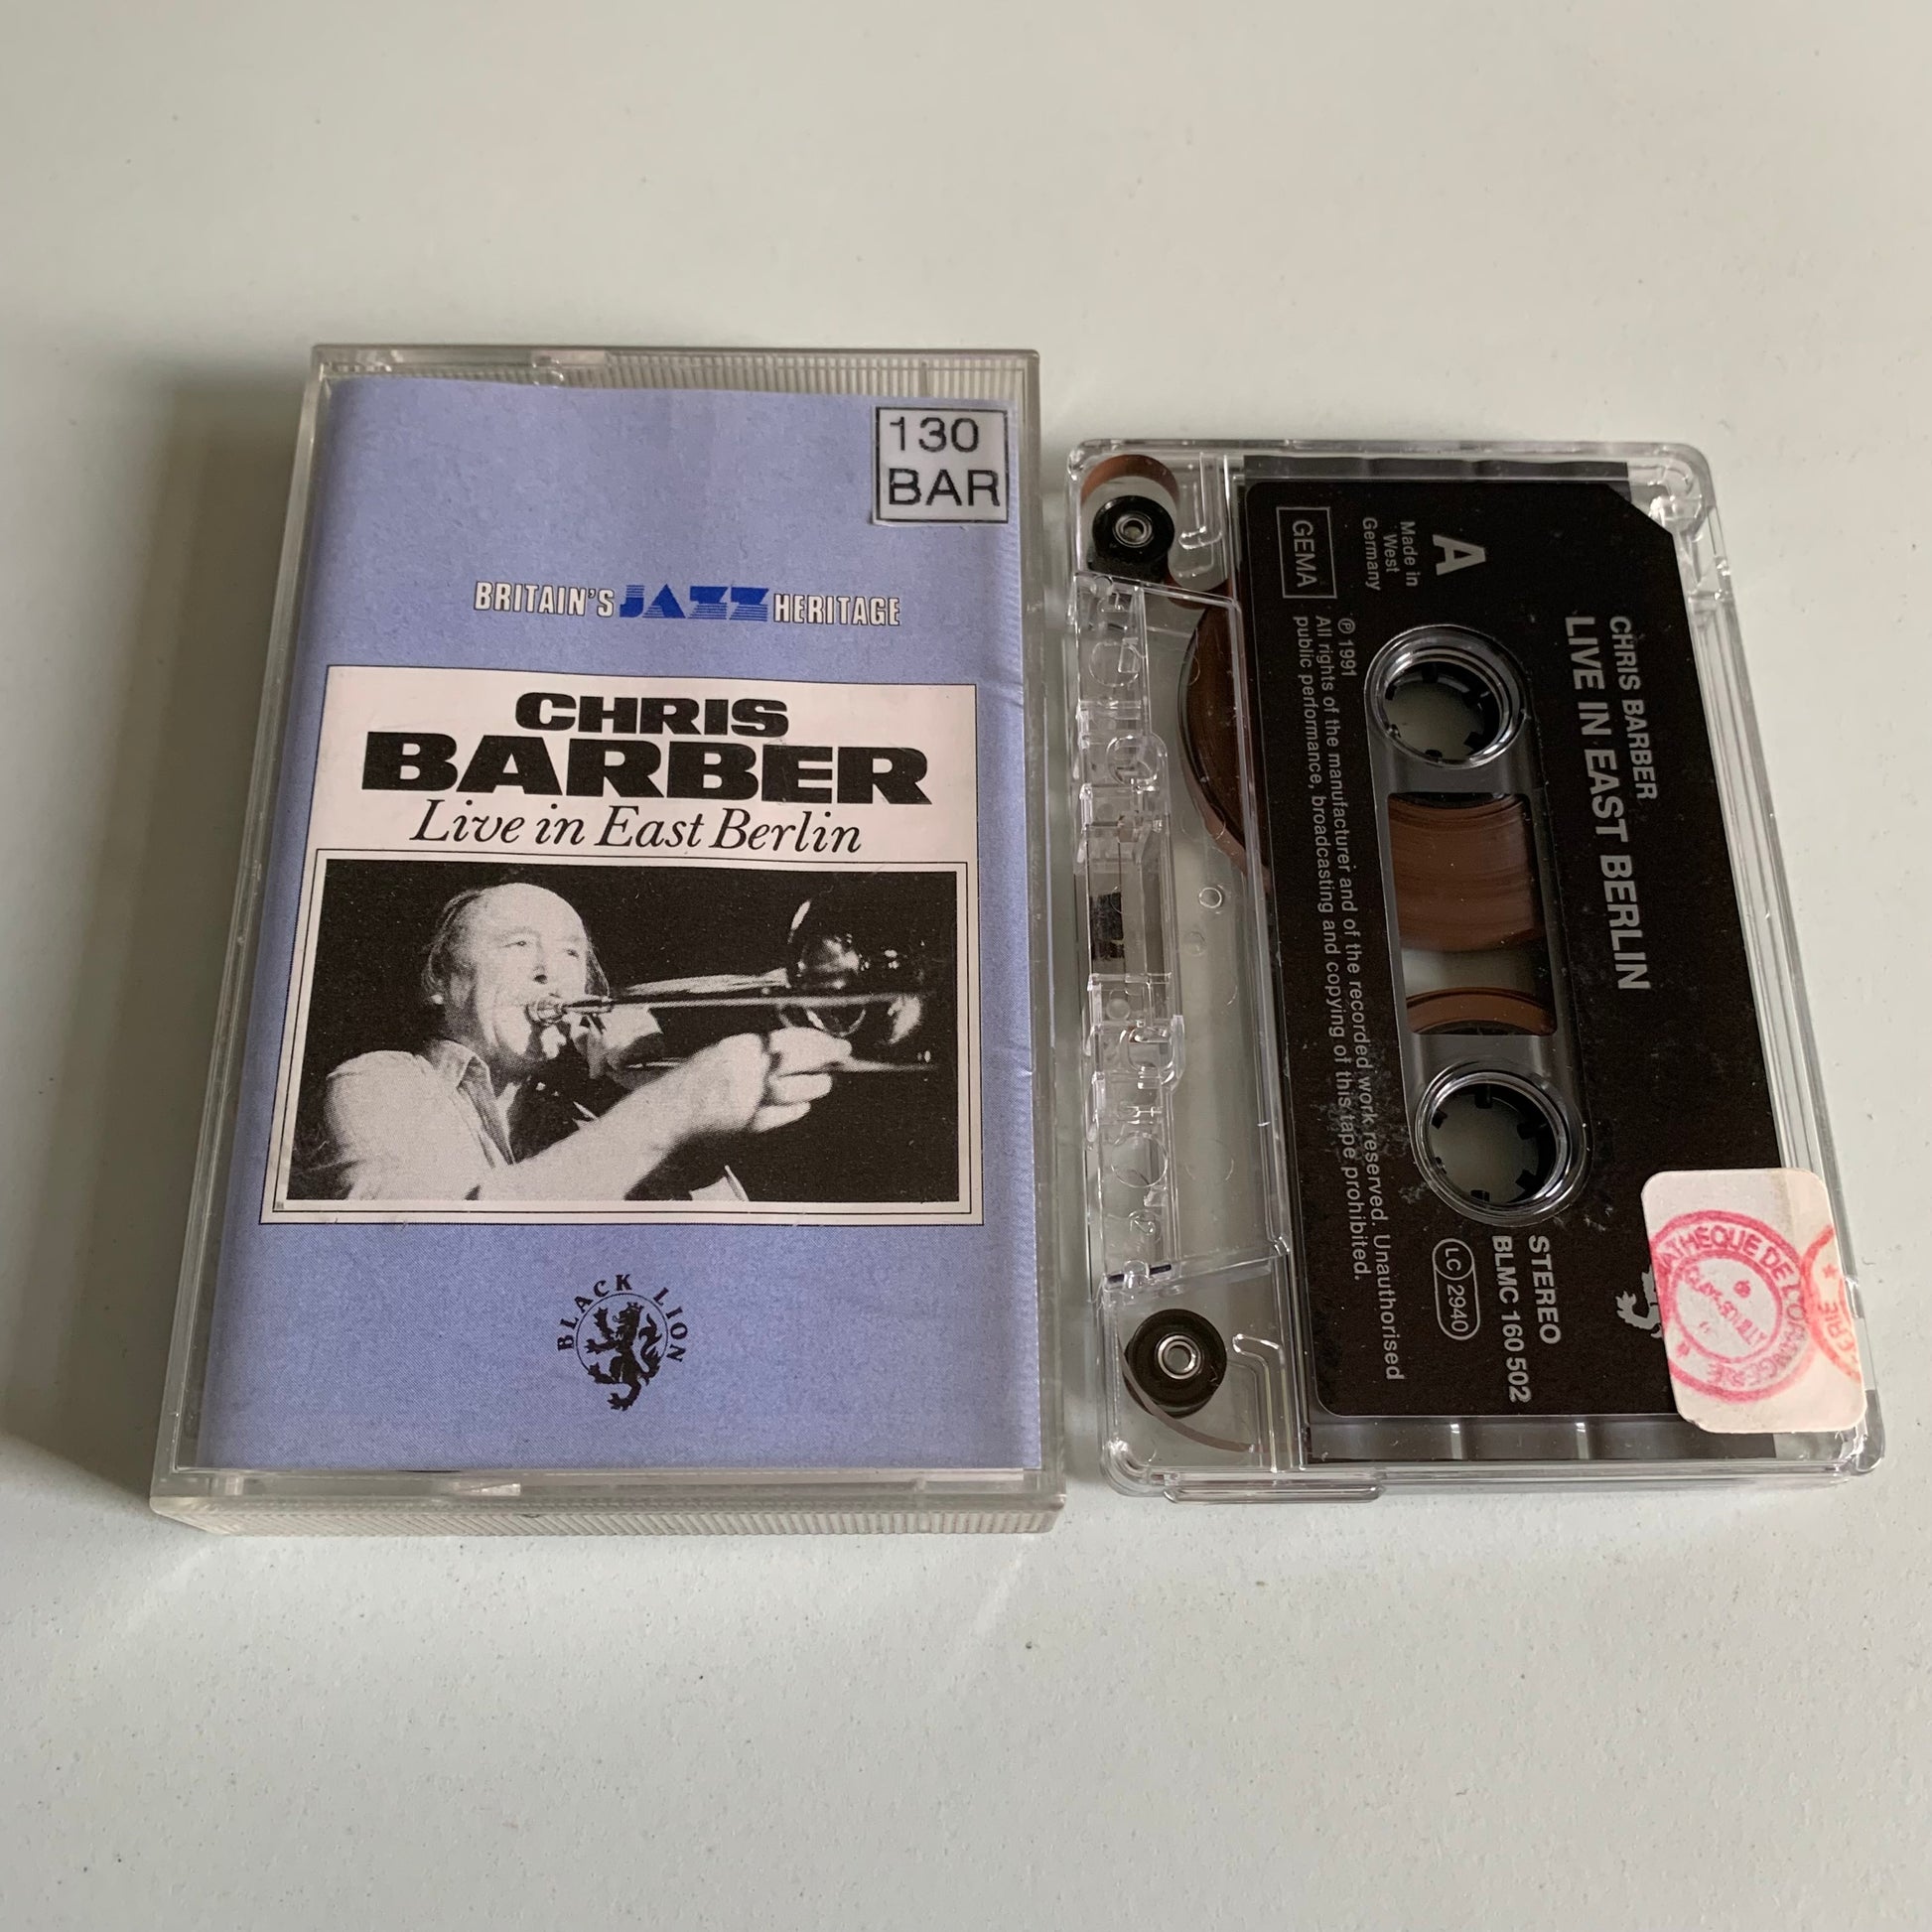 130
BAR
BRITAIN'S JAZZ HERITAGE
CHRIS
BARBER
Live in East Berlin
BLACK LION
CHRIS BARBER
LIVE IN EAST BERLIN
A
Made in
West
Germany
GEMA
STEREO
BLMC 160 502
LC 2940
℗ 1991
All rights of the manufacturer and of the recorded work reserved. Unauthorised
public performance, broadcasting and copying of this tape prohibited.
DE L'ORANGERIE